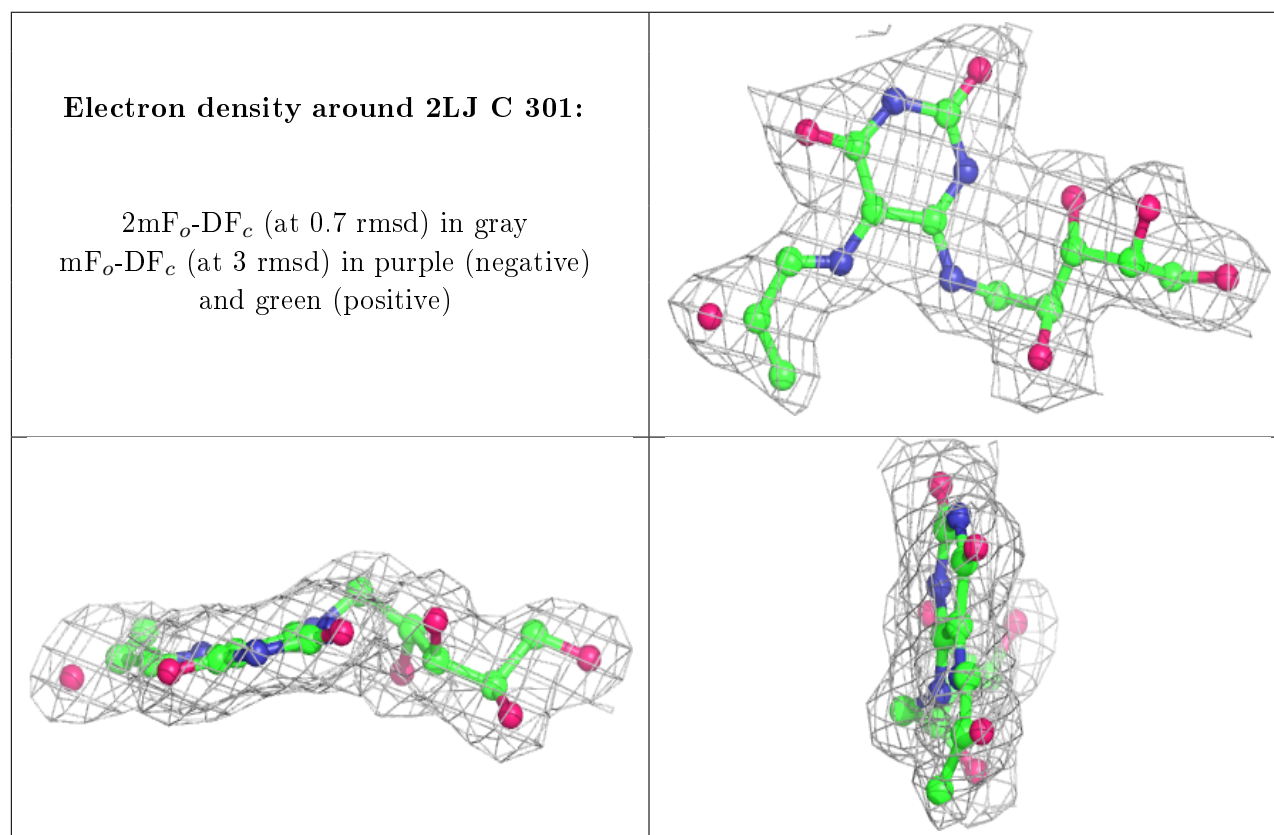 Electron density around 2LJ C 301:
2mFₒ-DF𝒸 (at 0.7 rmsd) in gray
mFₒ-DF𝒸 (at 3 rmsd) in purple (negative)
and green (positive)